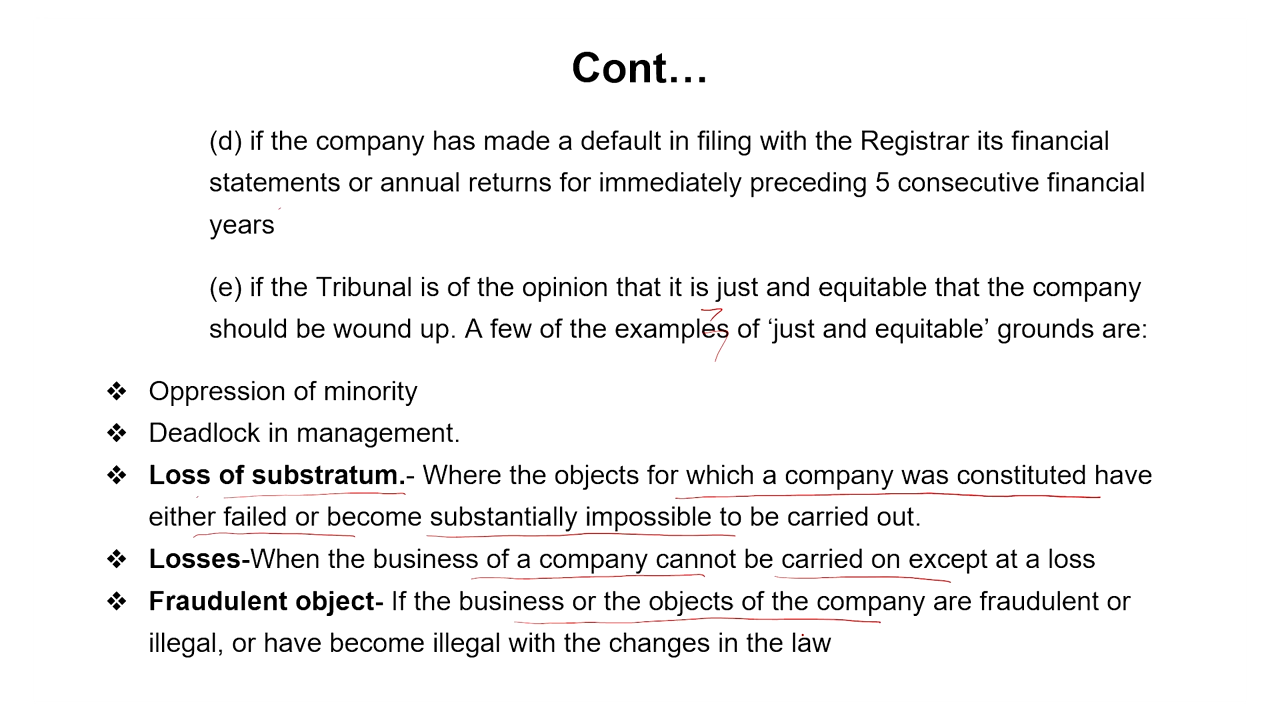 Cont…
(d) if the company has made a default in filing with the Registrar its financial
statements or annual returns for immediately preceding 5 consecutive financial
years
(e) if the Tribunal is of the opinion that it is just and equitable that the company
should be wound up. A few of the examples of ‘just and equitable’ grounds are:
❖ Oppression of minority
❖ Deadlock in management.
❖ Loss of substratum.- Where the objects for which a company was constituted have
either failed or become substantially impossible to be carried out.
❖ Losses-When the business of a company cannot be carried on except at a loss
❖ Fraudulent object- If the business or the objects of the company are fraudulent or
illegal, or have become illegal with the changes in the law